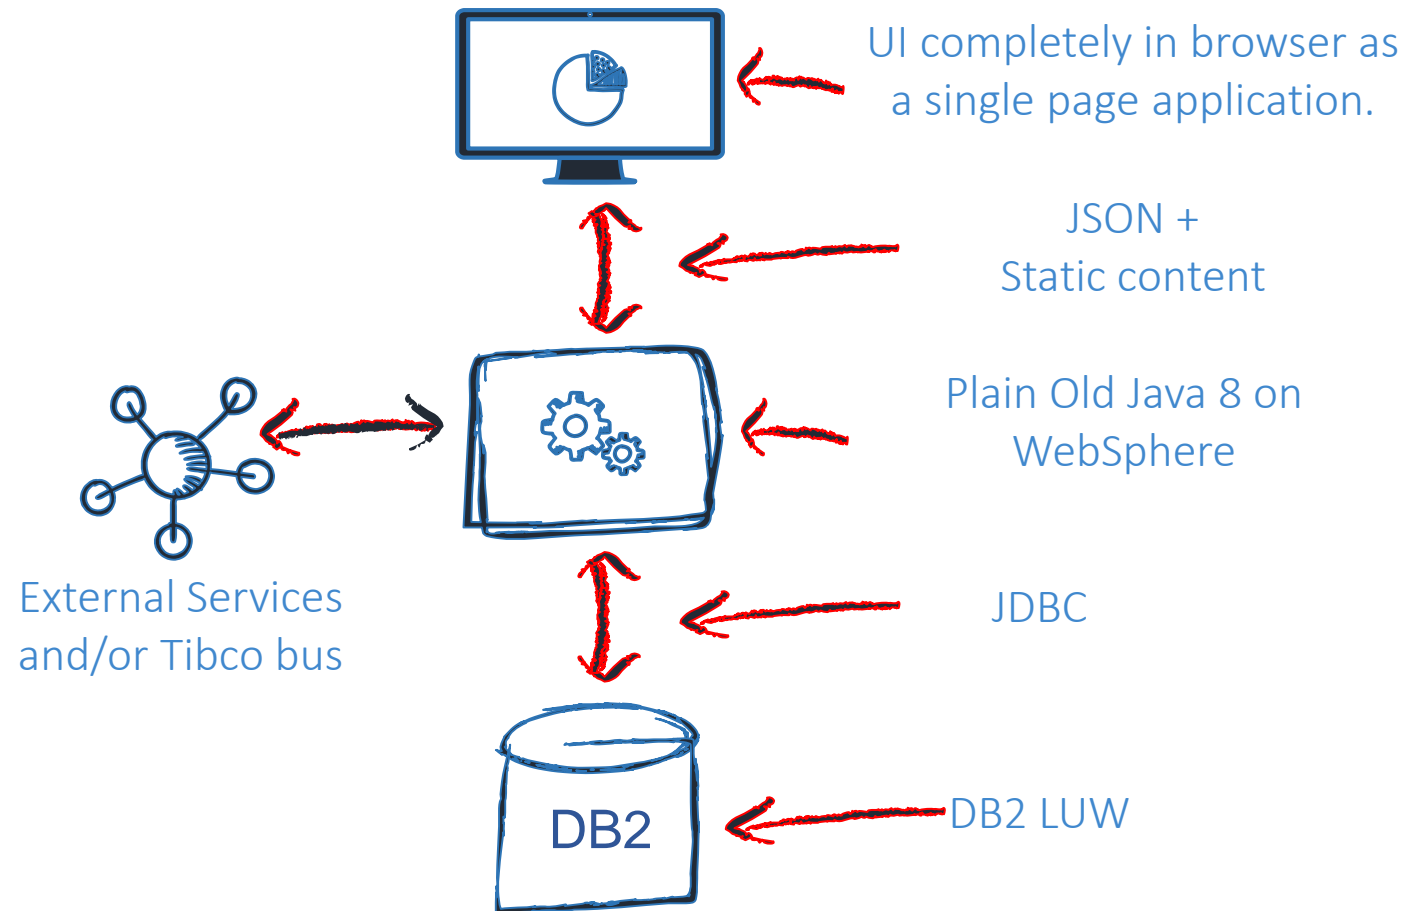 UI completely in browser as
a single page application.
JSON +
Static content
Plain Old Java 8 on
WebSphere
External Services
and/or Tibco bus
JDBC
DB2
DB2 LUW